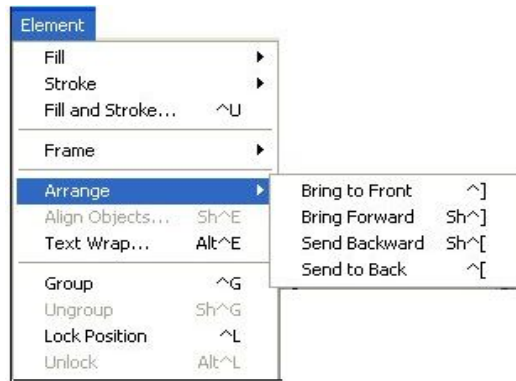 Element
Fill
Stroke
Fill and Stroke... ^U
Frame
Arrange
Align Objects... Sh^E
Text Wrap... Alt^E
Group ^G
Ungroup Sh^G
Lock Position ^L
Unlock Alt^L
Bring to Front ^]
Bring Forward Sh^]
Send Backward Sh^[
Send to Back ^[